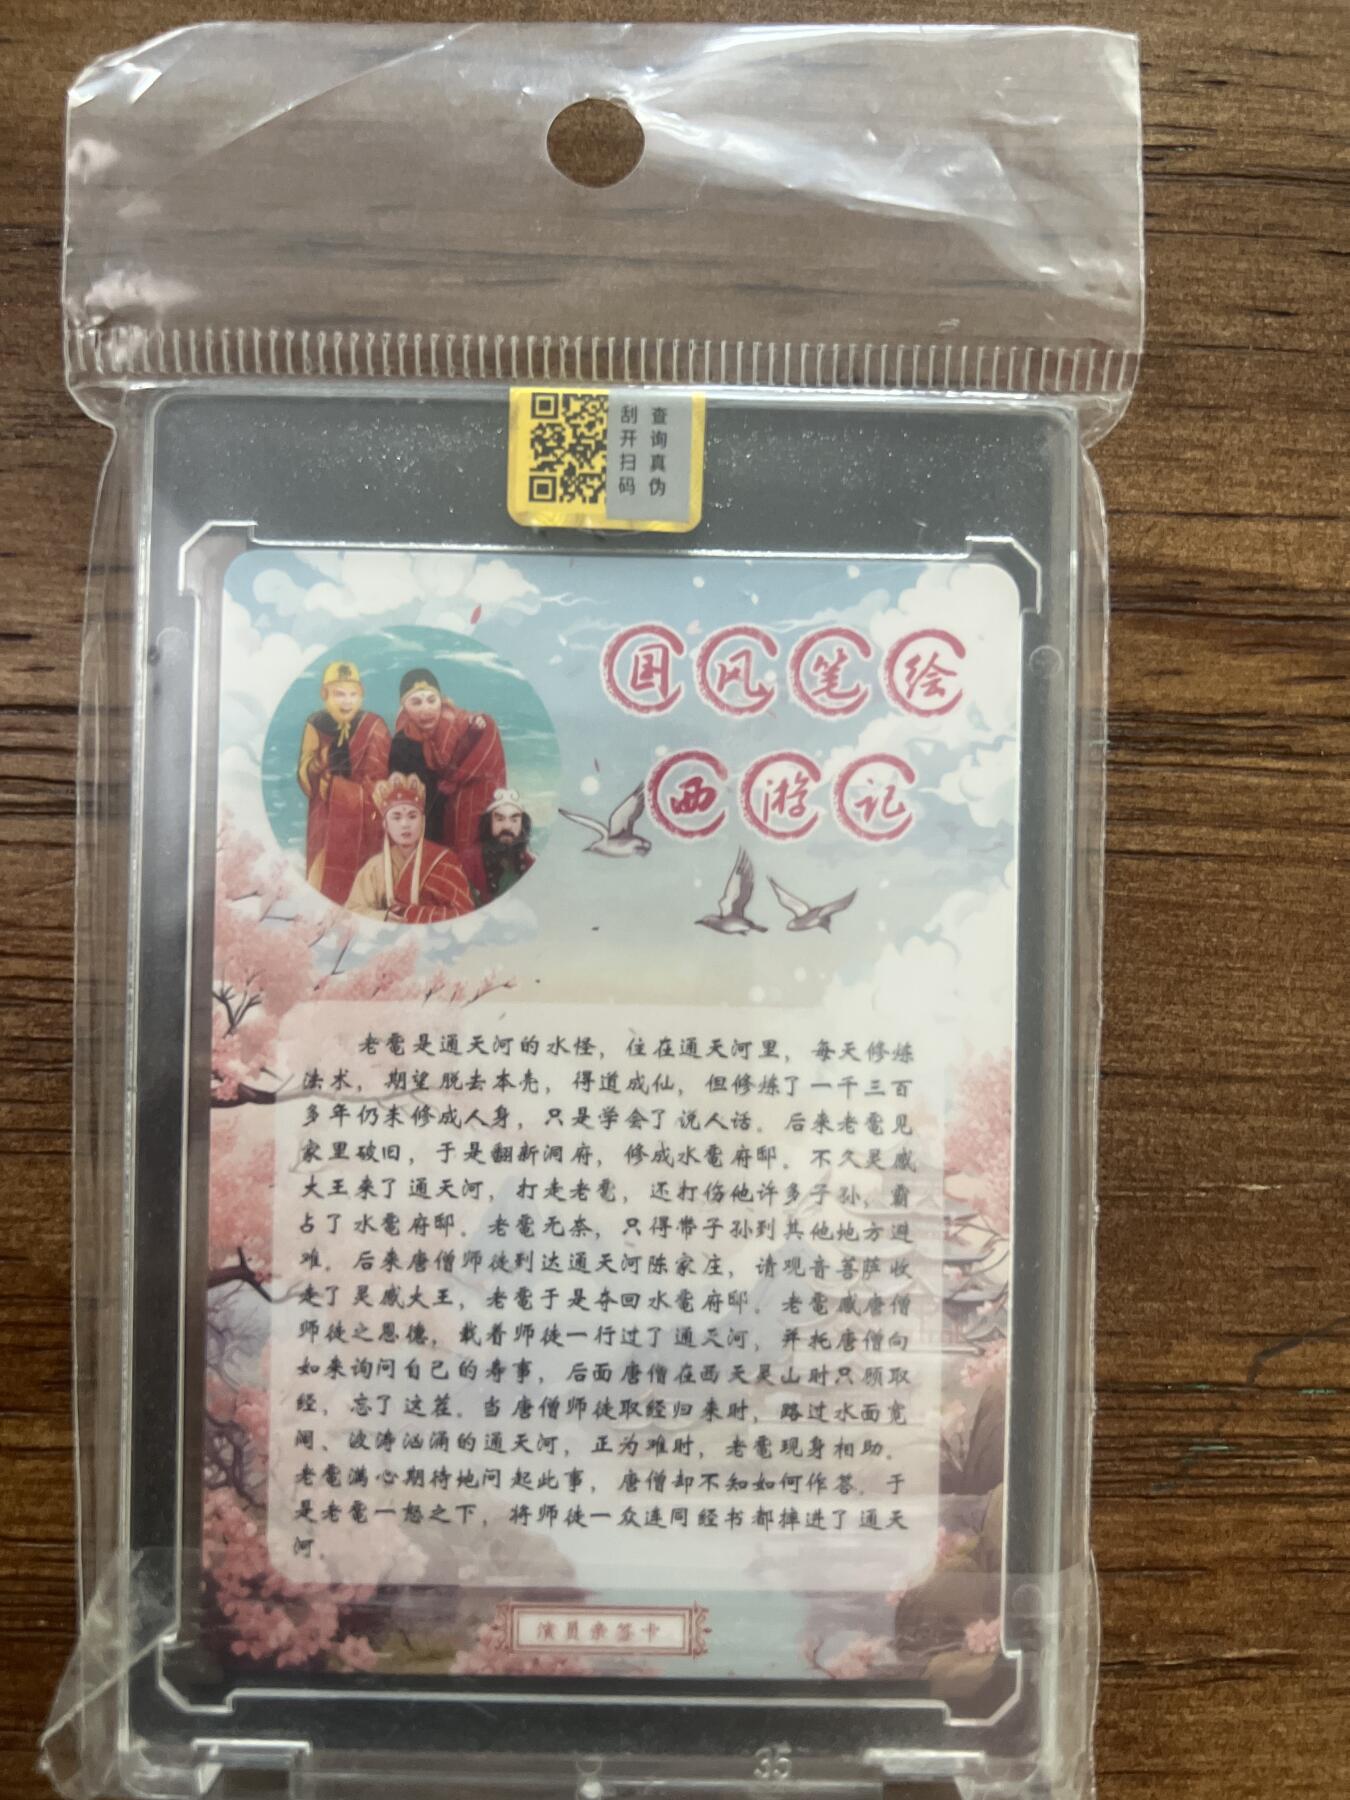 查询真伪
刮开扫码
国风笔绘
西游记
老鼋是通天河的水怪，住在通天河里，每天修炼
法术，期望脱去本壳，得道成仙，但修炼了一千三百
多年仍未修成人身，只是学会了说人话。后来老鼋见
家里破旧，于是翻新洞府，修成水鼋府邸。不久灵感
大王来了通天河，打走老鼋，还打伤他许多子孙，霸
占了水鼋府邸。老鼋无奈，只得带子孙到其他地方避
难。后来唐僧师徒到达通天河陈家庄，请观音菩萨收
走了灵感大王，老鼋于是夺回水鼋府邸。老鼋感唐僧
师徒之恩德，载着师徒一行过了通天河，并托唐僧向
如来询问自己的寿事，后面唐僧在西天灵山时只顾取
经，忘了这茬。当唐僧师徒取经归来时，路过水面宽
阔、波涛汹涌的通天河，正为难时，老鼋现身相助。
老鼋满心期待地问起此事，唐僧却不知如何作答。于
是老鼋一怒之下，将师徒一众连同经书都摔进了通天
河。
演员亲签卡
35